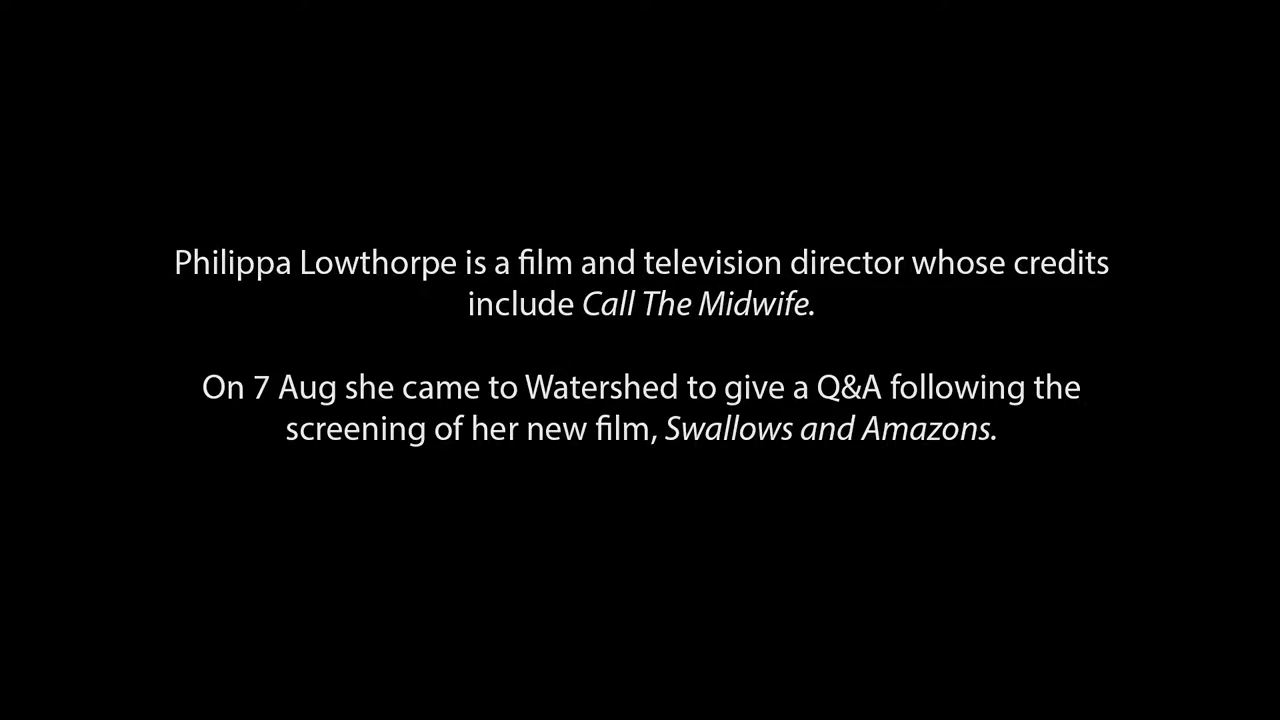 Philippa Lowthorpe is a film and television director whose credits
include Call The Midwife.
On 7 Aug she came to Watershed to give a Q&A following the
screening of her new film, Swallows and Amazons.